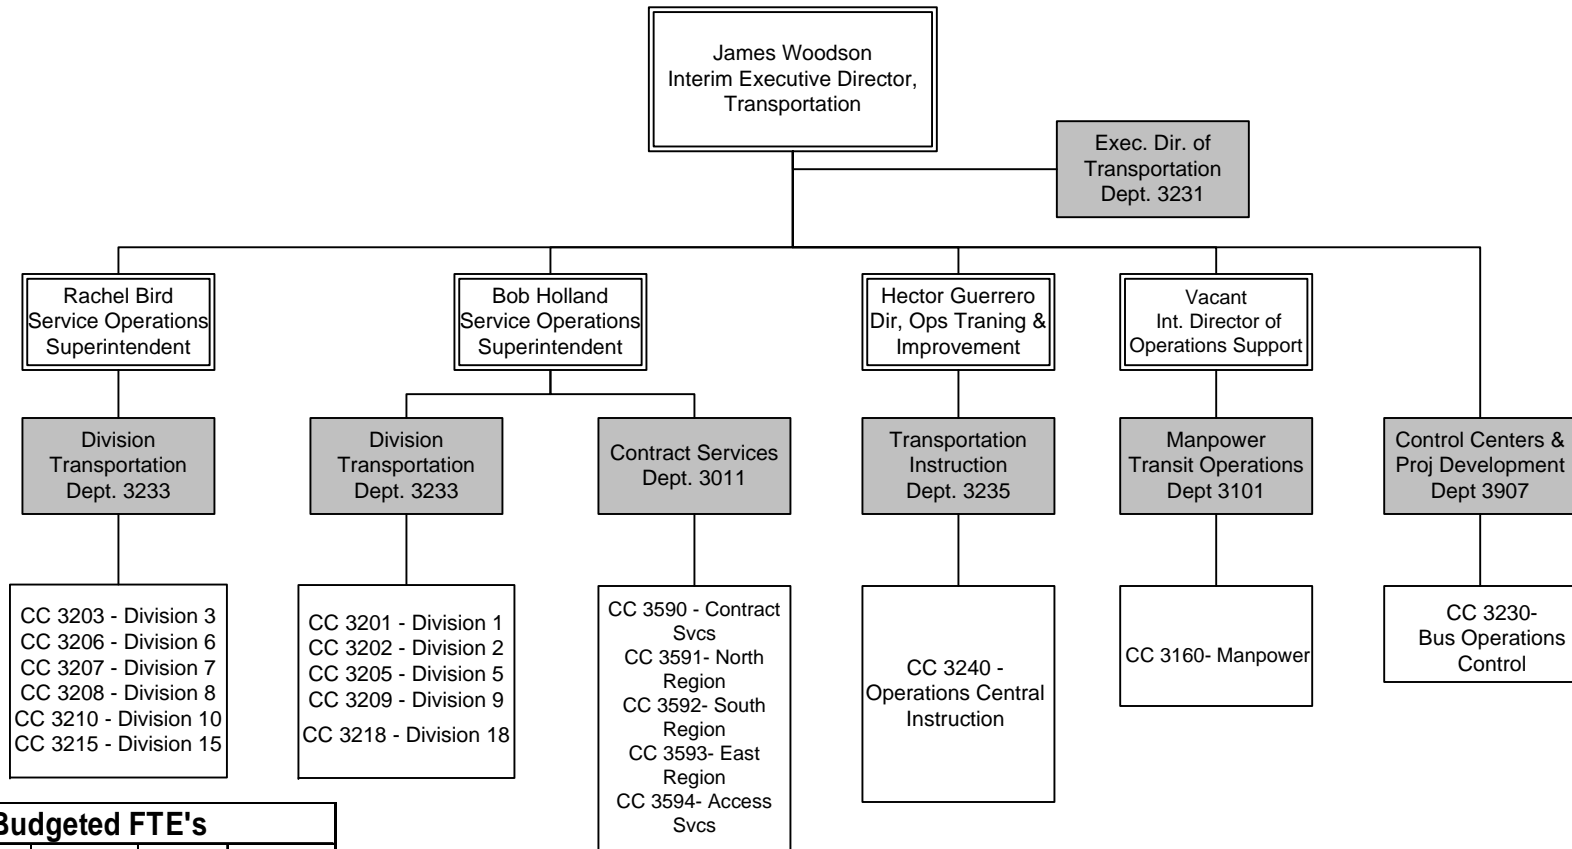 James Woodson
Interim Executive Director,
Transportation
Exec. Dir. of
Transportation
Dept. 3231
Rachel Bird
Service Operations
Superintendent
Bob Holland
Service Operations
Superintendent
Hector Guerrero
Dir, Ops Traning &
Improvement
Vacant
Int. Director of
Operations Support
Division
Transportation
Dept. 3233
Division
Transportation
Dept. 3233
Contract Services
Dept. 3011
Transportation
Instruction
Dept. 3235
Manpower
Transit Operations
Dept 3101
Control Centers &
Proj Development
Dept 3907
CC 3203 - Division 3
CC 3206 - Division 6
CC 3207 - Division 7
CC 3208 - Division 8
CC 3210 - Division 10
CC 3215 - Division 15
CC 3201 - Division 1
CC 3202 - Division 2
CC 3205 - Division 5
CC 3209 - Division 9
CC 3218 - Division 18
CC 3590 - Contract
Svcs
CC 3591- North
Region
CC 3592- South
Region
CC 3593- East
Region
CC 3594- Access
Svcs
CC 3240 -
Operations Central
Instruction
CC 3160- Manpower
CC 3230-
Bus Operations
Control
Budgeted FTE's